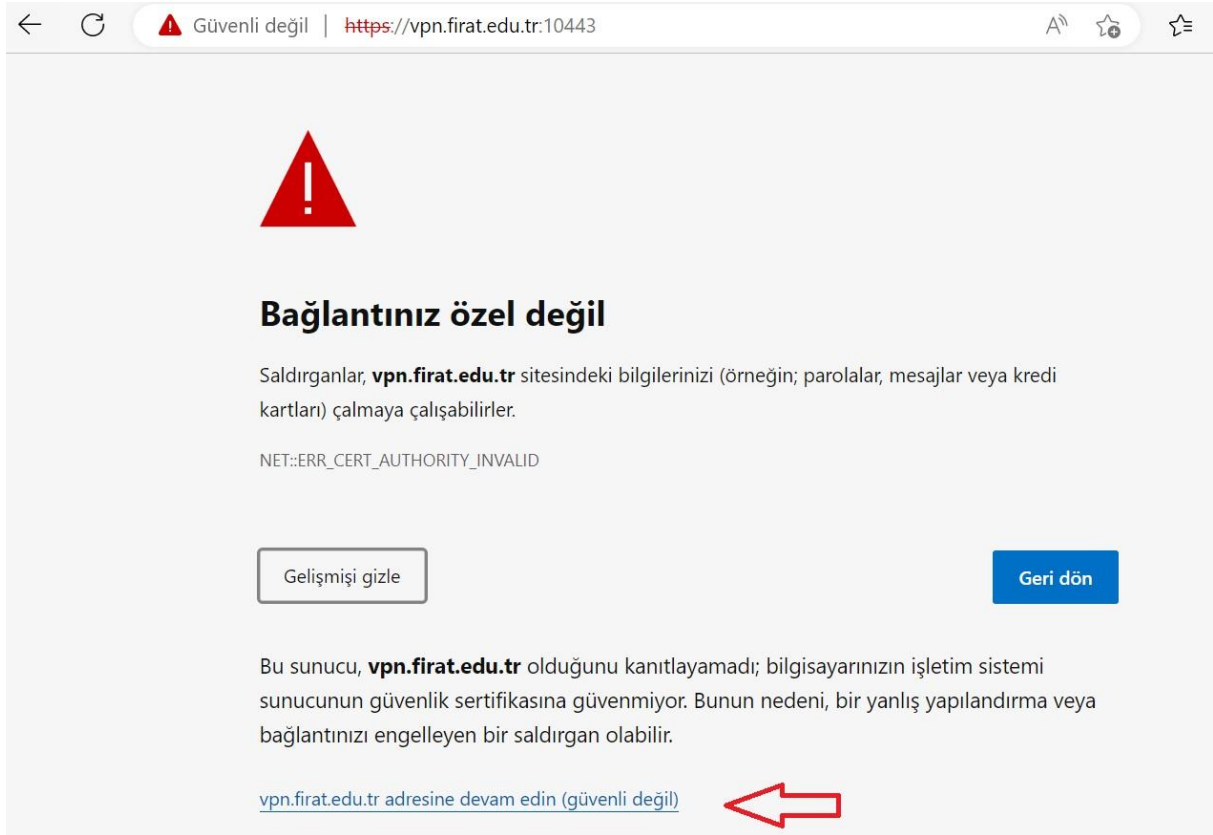 Güvenli değil | https://vpn.firat.edu.tr:10443
Bağlantınız özel değil
Saldırganlar, vpn.firat.edu.tr sitesindeki bilgilerinizi (örneğin; parolalar, mesajlar veya kredi
kartları) çalmaya çalışabilirler.
NET::ERR_CERT_AUTHORITY_INVALID
Gelişmişi gizle
Geri dön
Bu sunucu, vpn.firat.edu.tr olduğunu kanıtlayamadı; bilgisayarınızın işletim sistemi
sunucunun güvenlik sertifikasına güvenmiyor. Bunun nedeni, bir yanlış yapılandırma veya
bağlantınızı engelleyen bir saldırgan olabilir.
vpn.firat.edu.tr adresine devam edin (güvenli değil)